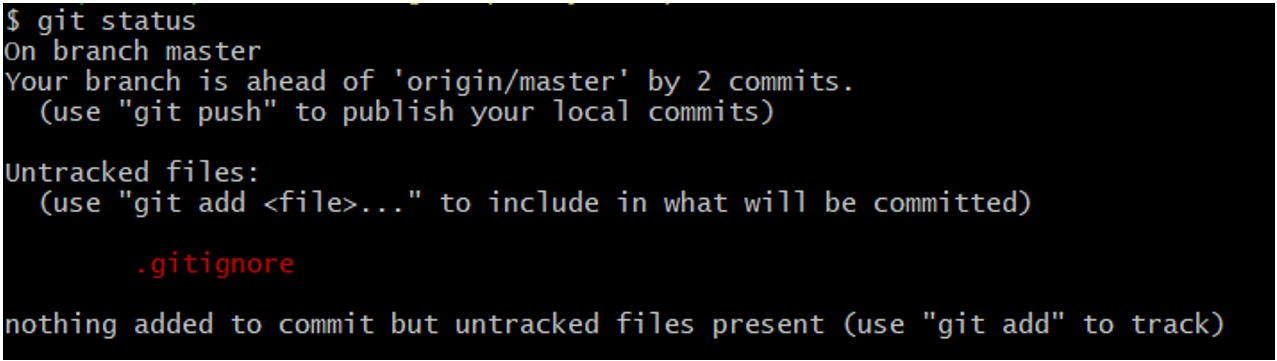 $ git status
On branch master
Your branch is ahead of 'origin/master' by 2 commits.
  (use "git push" to publish your local commits)

Untracked files:
  (use "git add <file>..." to include in what will be committed)

        .gitignore

nothing added to commit but untracked files present (use "git add" to track)